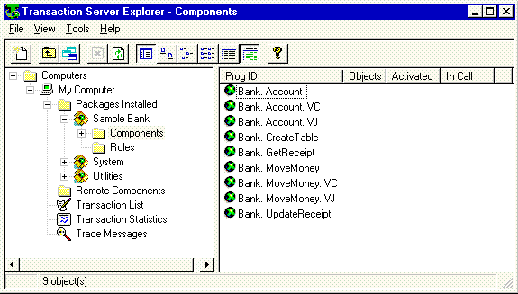 Transaction Server Explorer - Components
File View Tools Help
Computers
My Computer
Packages Installed
Sample Bank
Components
Roles
System
Utilities
Remote Components
Transaction List
Transaction Statistics
Trace Messages
Prog ID Objects Activated In Call
Bank. Account
Bank. Account. VC
Bank. Account. VJ
Bank. CreateTable
Bank. GetReceipt
Bank. MoveMoney
Bank. MoveMoney. VC
Bank. MoveMoney. VJ
Bank. UpdateReceipt
9 object(s)